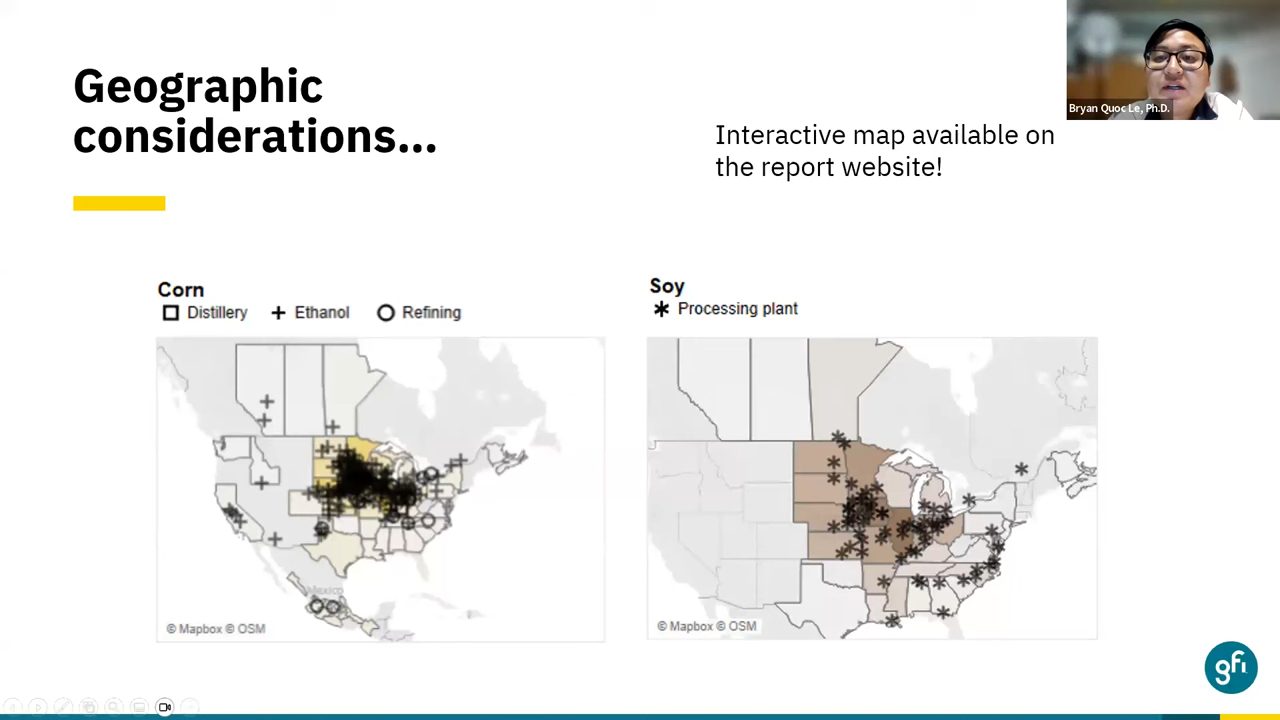 Geographic
considerations...
Interactive map available on
the report website!
Bryan Quoc Le, Ph.D.
Corn
Distillery
Ethanol
Refining
Mexico
© Mapbox © OSM
Soy
Processing plant
© Mapbox © OSM
gfi